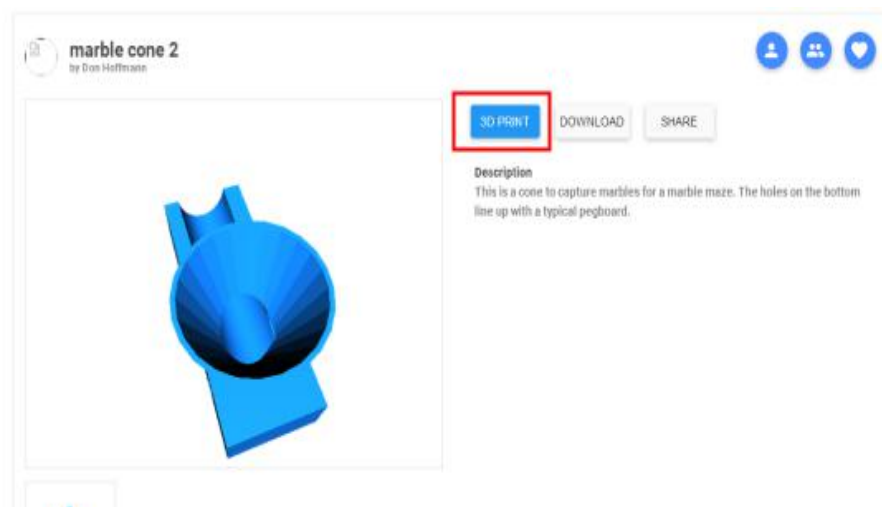 marble cone 2
by Don Hoffmann
3D PRINT
DOWNLOAD
SHARE
Description
This is a cone to capture marbles for a marble maze. The holes on the bottom
line up with a typical pegboard.